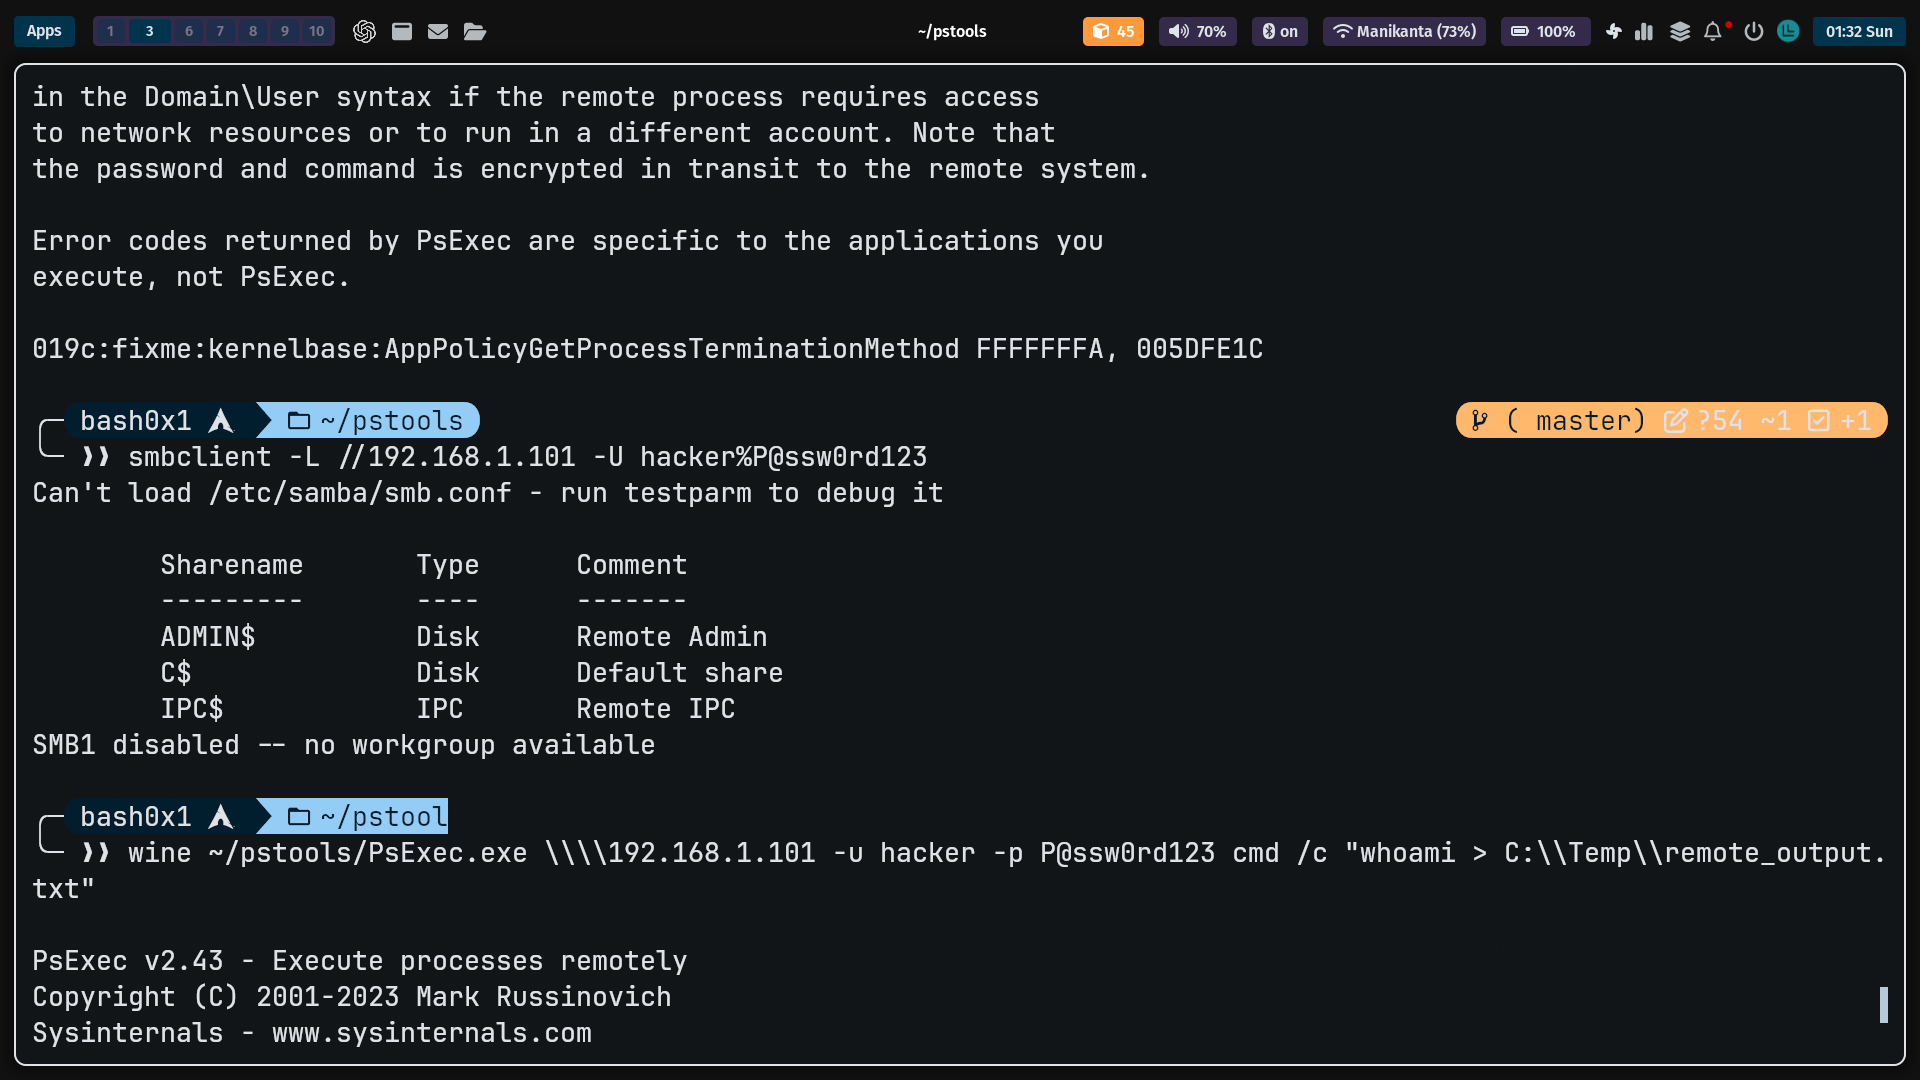 Apps 1 3 6 7 8 9 10 ~/pstools 45 70% on Manikanta (73%) 100% 01:32 Sun
in the Domain\User syntax if the remote process requires access
to network resources or to run in a different account. Note that
the password and command is encrypted in transit to the remote system.
Error codes returned by PsExec are specific to the applications you
execute, not PsExec.
019c:fixme:kernelbase:AppPolicyGetProcessTerminationMethod FFFFFFFA, 005DFE1C
bash0x1 ~/pstools ( master) ?54 ~1 +1
❱❱ smbclient -L //192.168.1.101 -U hacker%P@ssw0rd123
Can't load /etc/samba/smb.conf - run testparm to debug it
Sharename Type Comment
--------- ---- -------
ADMIN$ Disk Remote Admin
C$ Disk Default share
IPC$ IPC Remote IPC
SMB1 disabled -- no workgroup available
bash0x1 ~/pstool
❱❱ wine ~/pstools/PsExec.exe \\\\192.168.1.101 -u hacker -p P@ssw0rd123 cmd /c "whoami > C:\\Temp\\remote_output.
txt"
PsExec v2.43 - Execute processes remotely
Copyright (C) 2001-2023 Mark Russinovich
Sysinternals - www.sysinternals.com